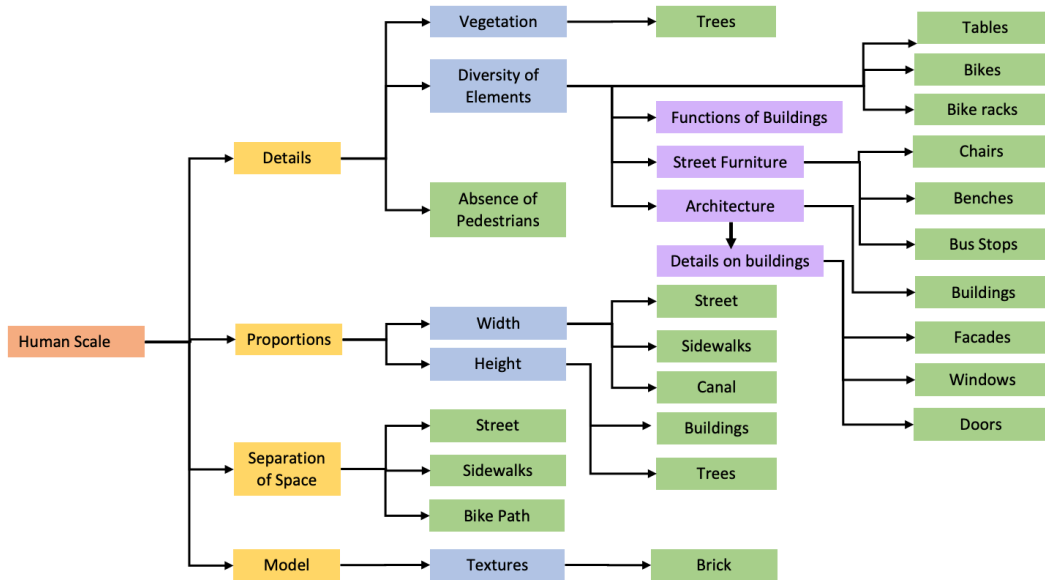 Vegetation
Trees
Tables
Diversity of
Elements
Bikes
Bike racks
Functions of Buildings
Details
Street Furniture
Chairs
Absence of
Pedestrians
Architecture
Benches
Bus Stops
Details on buildings
Buildings
Human Scale
Proportions
Width
Street
Facades
Sidewalks
Height
Windows
Canal
Doors
Street
Buildings
Separation
of Space
Sidewalks
Trees
Bike Path
Model
Textures
Brick